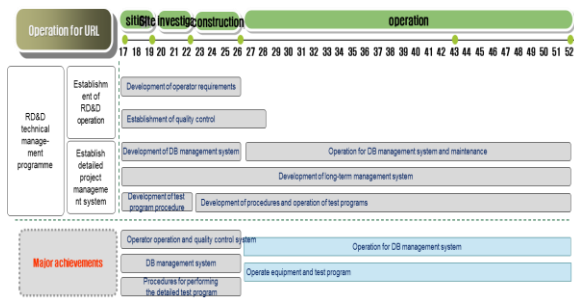 Operation for URL
siting
Site investigation
construction
operation
17 18 19 20 21 22 23 24 25 26 27 28 29 30 31 32 33 34 35 36 37 38 39 40 41 42 43 44 45 46 47 48 49 50 51 52
RD&D
technical
manage-
ment
programme
Establishm
ent of
RD&D
operation
Development of operator requirements
Establishment of quality control
Establish
detailed
project
manageme
nt system
Development of DB management system
Operation for DB management system and maintenance
Development of long-term management system
Development of test
program procedure
Development of procedures and operation of test programs
Major achievements
Operator operation and quality control system
Operation for DB management system
DB management system
Operate equipment and test program
Procedures for performing
the detailed test program